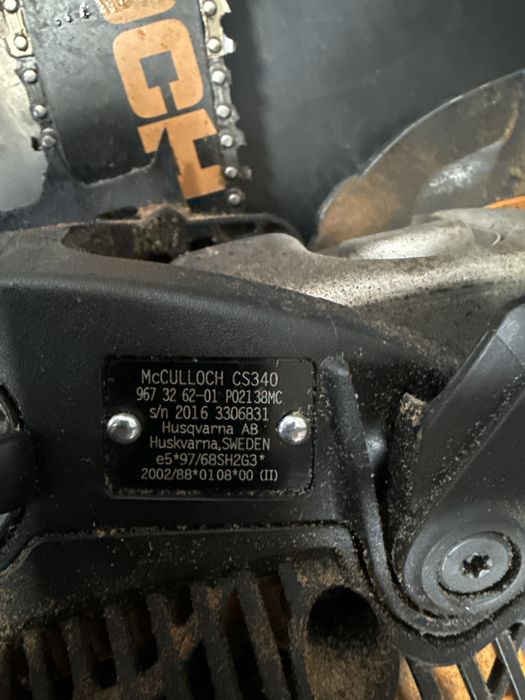 McCULLOCH CS340
967 32 62-01 P02138MC
s/n 2016 3306831
Husqvarna AB
Huskvarna,SWEDEN
e5*97/68SH2G3*
2002/88*0108*00 (II)